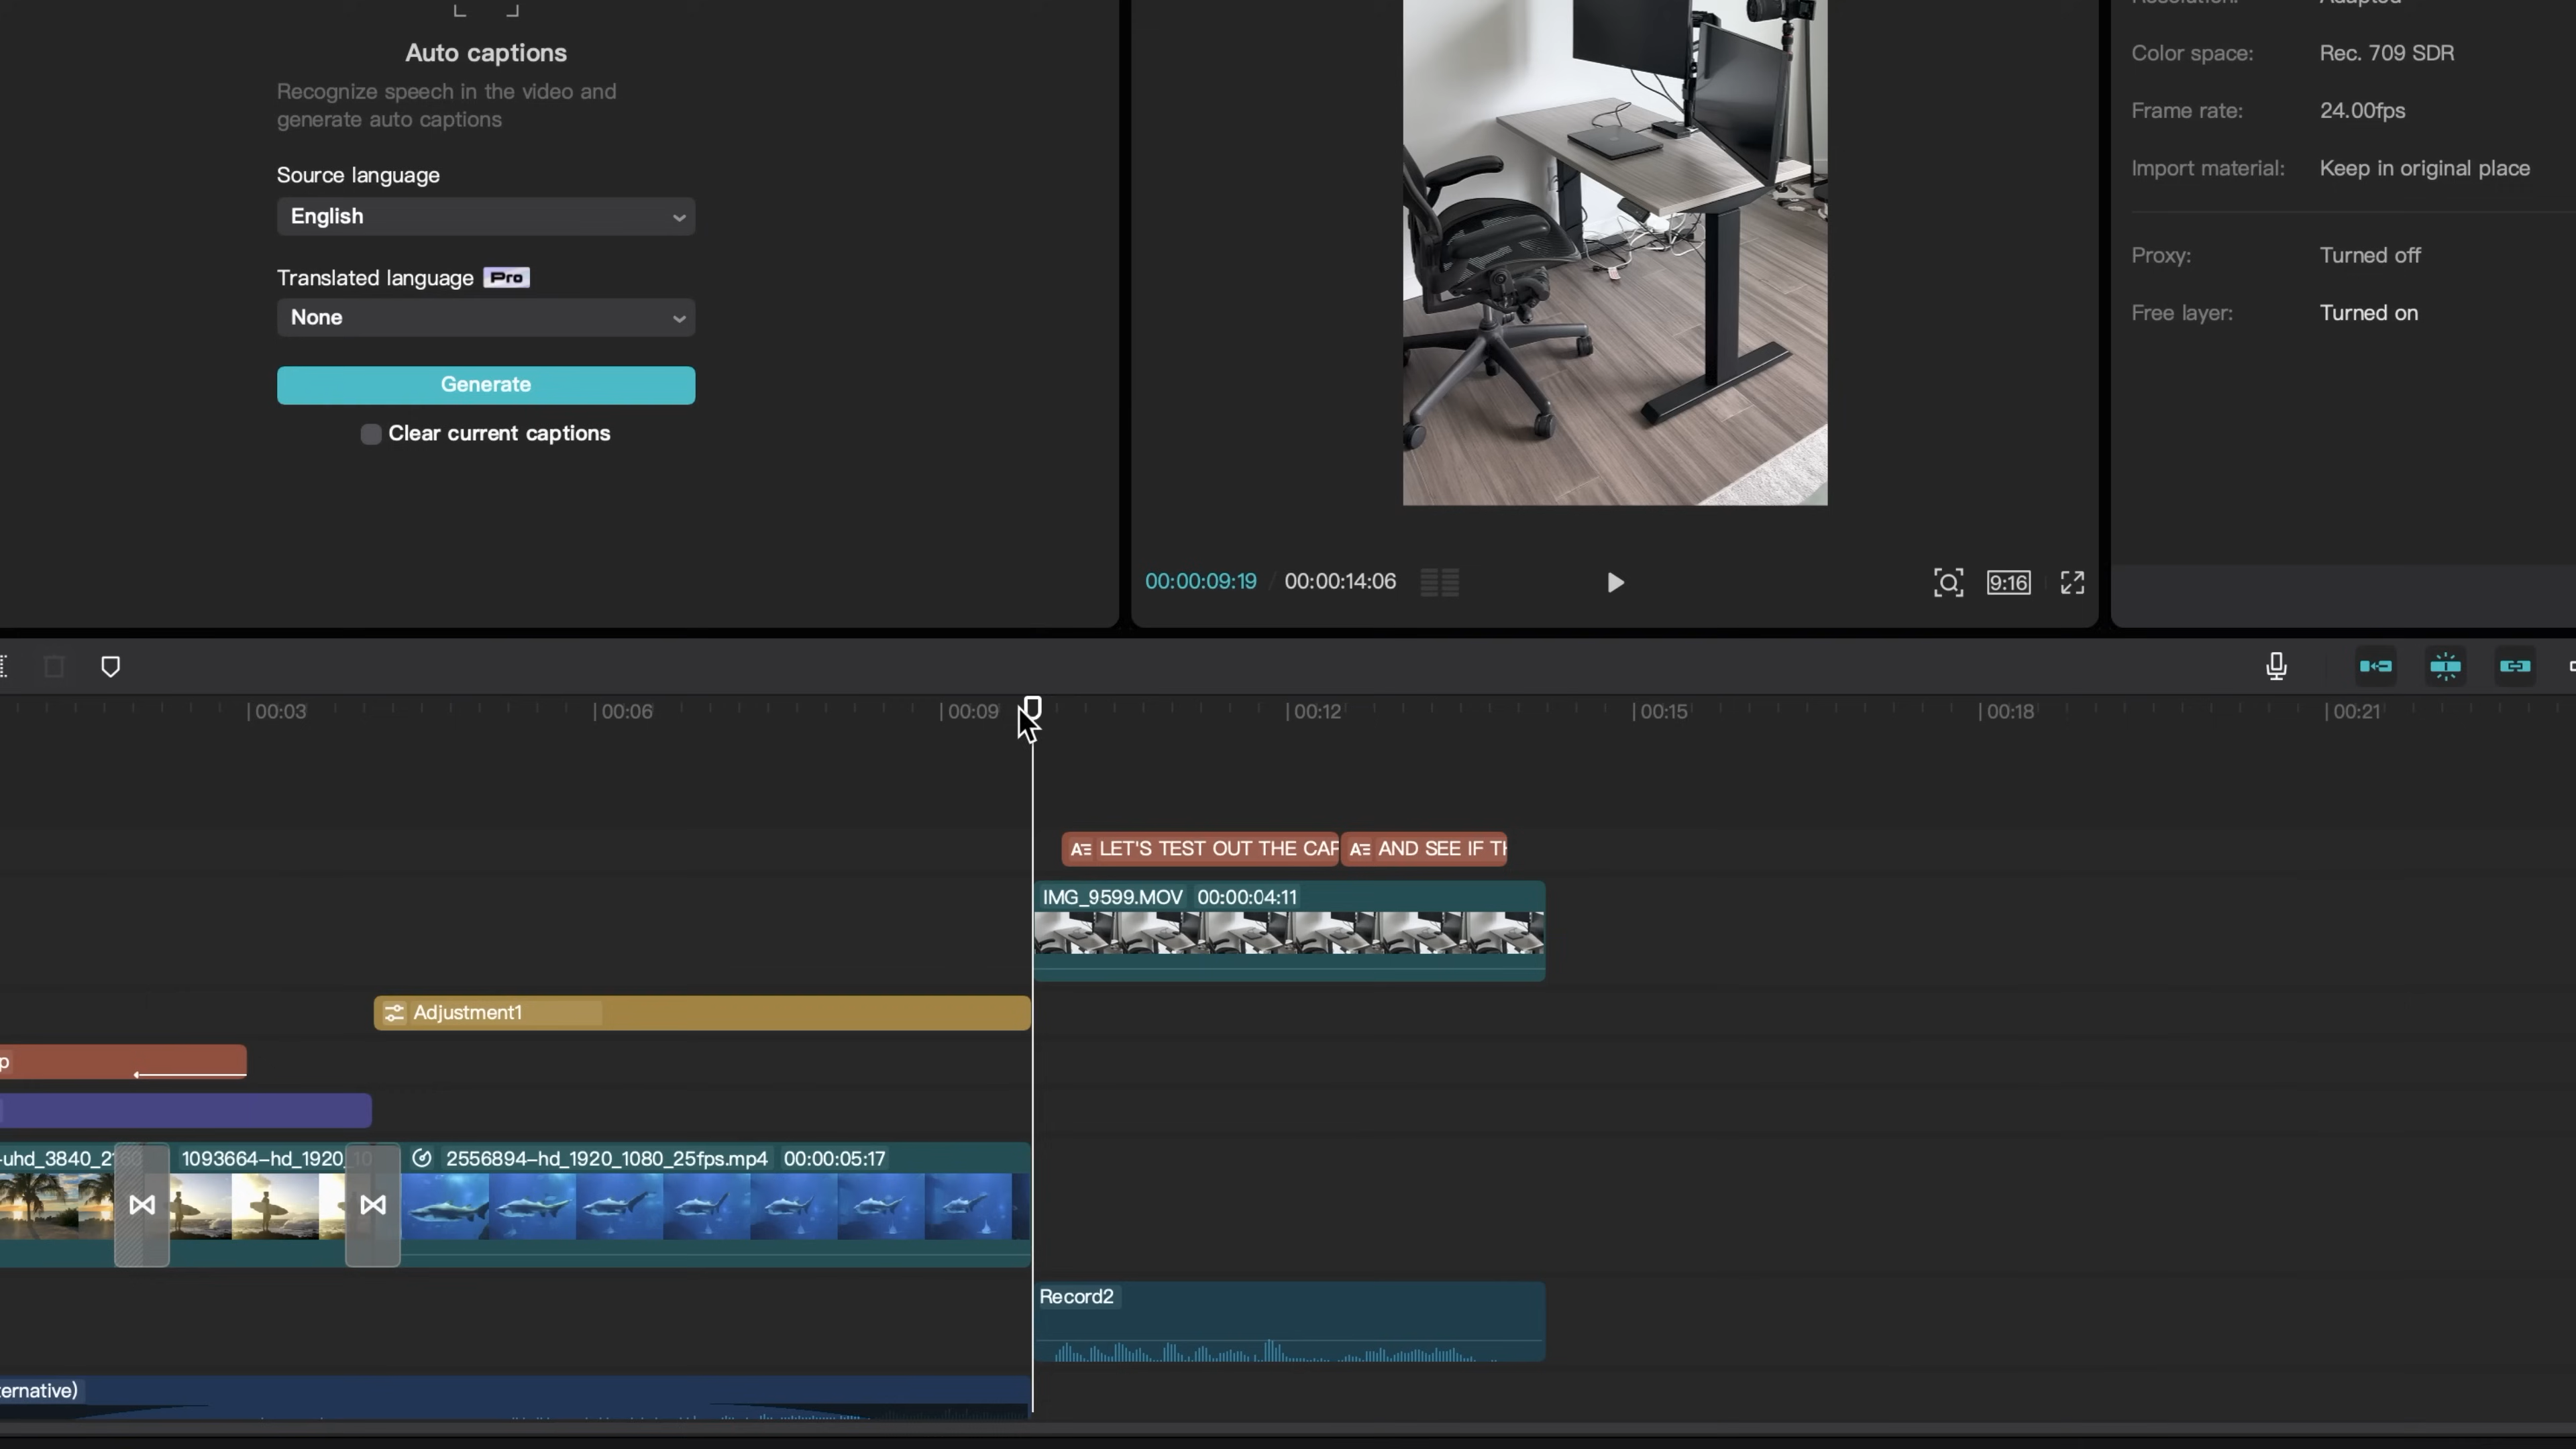 Auto captions
Recognize speech in the video and
generate auto captions
Source language
English
Translated language Pro
None
Generate
Clear current captions
Color space: Rec. 709 SDR
Frame rate: 24.00fps
Import material: Keep in original place
Proxy: Turned off
Free layer: Turned on
00:00:09:19 / 00:00:14:06
9:16
00:03 00:06 00:09 00:12 00:15 00:18 00:21
LET'S TEST OUT THE CAP AND SEE IF TH
IMG_9599.MOV 00:00:04:11
Adjustment1
p
-uhd_3840_2160 1093664-hd_1920_10 2556894-hd_1920_1080_25fps.mp4 00:00:05:17
Record2
ternative)